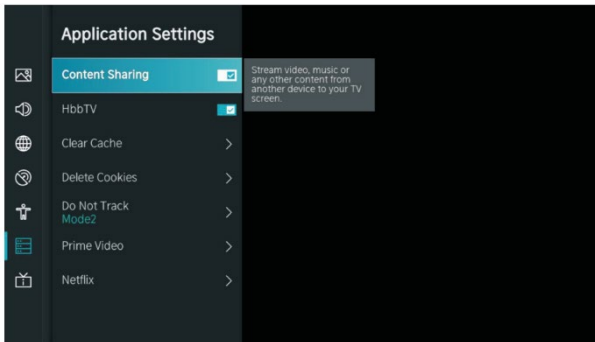 Application Settings
Content Sharing
Stream video, music or
any other content from
another device to your TV
screen.
HbbTV
Clear Cache
Delete Cookies
Do Not Track
Mode2
Prime Video
Netflix